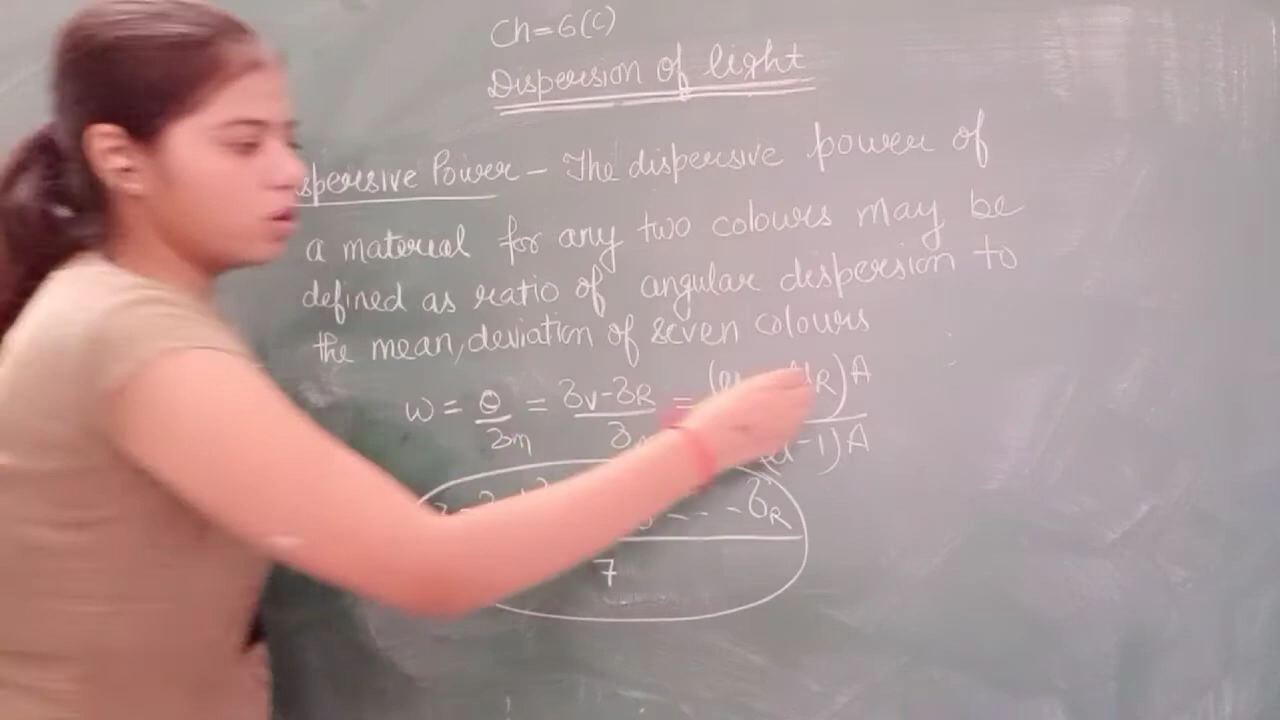 Ch=6(C)
Dispersion of light
spersive Power - The dispersive power of
a material for any two colours may be
defined as ratio of angular dispersion to
the mean, deviation of seven colours
ω = θ/δm = δv-δR/δ = R)A/(μ-1)A
- - - δR
7